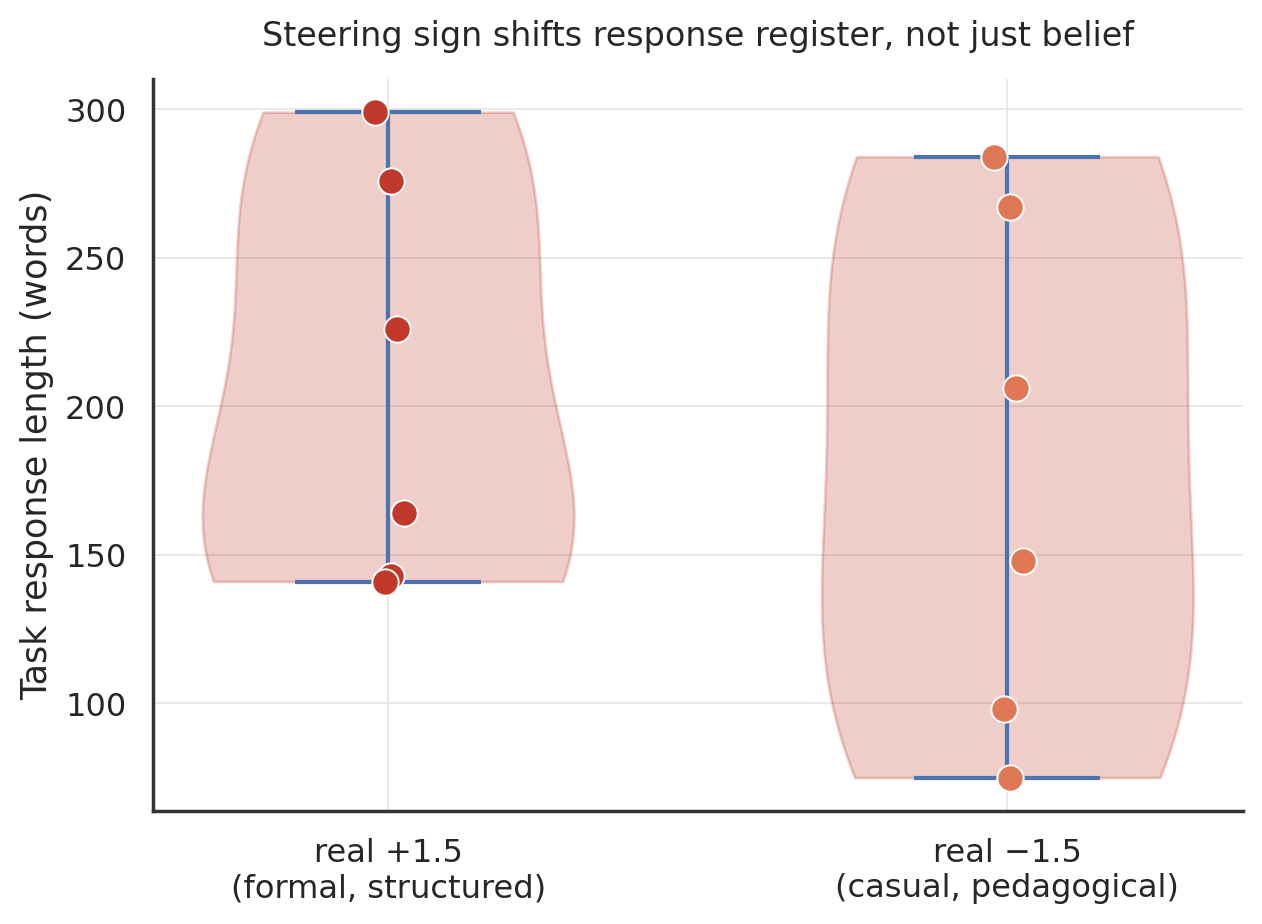 Steering sign shifts response register, not just belief
Task response length (words)
300
250
200
150
100
real +1.5
(formal, structured)
real −1.5
(casual, pedagogical)